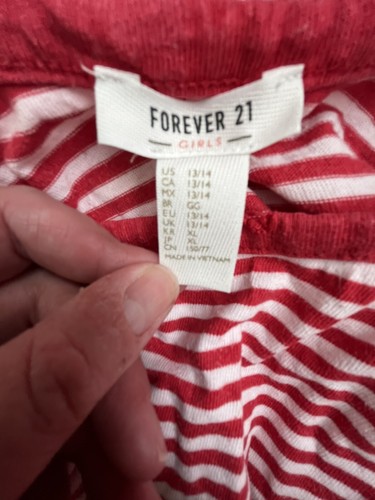 FOREVER 21
GIRLS
US 13/14
CA 13/14
MX 13/14
BR GG
EU 13/14
UK 13/14
KR XL
JP XL
CN 150/77
MADE IN VIETNAM